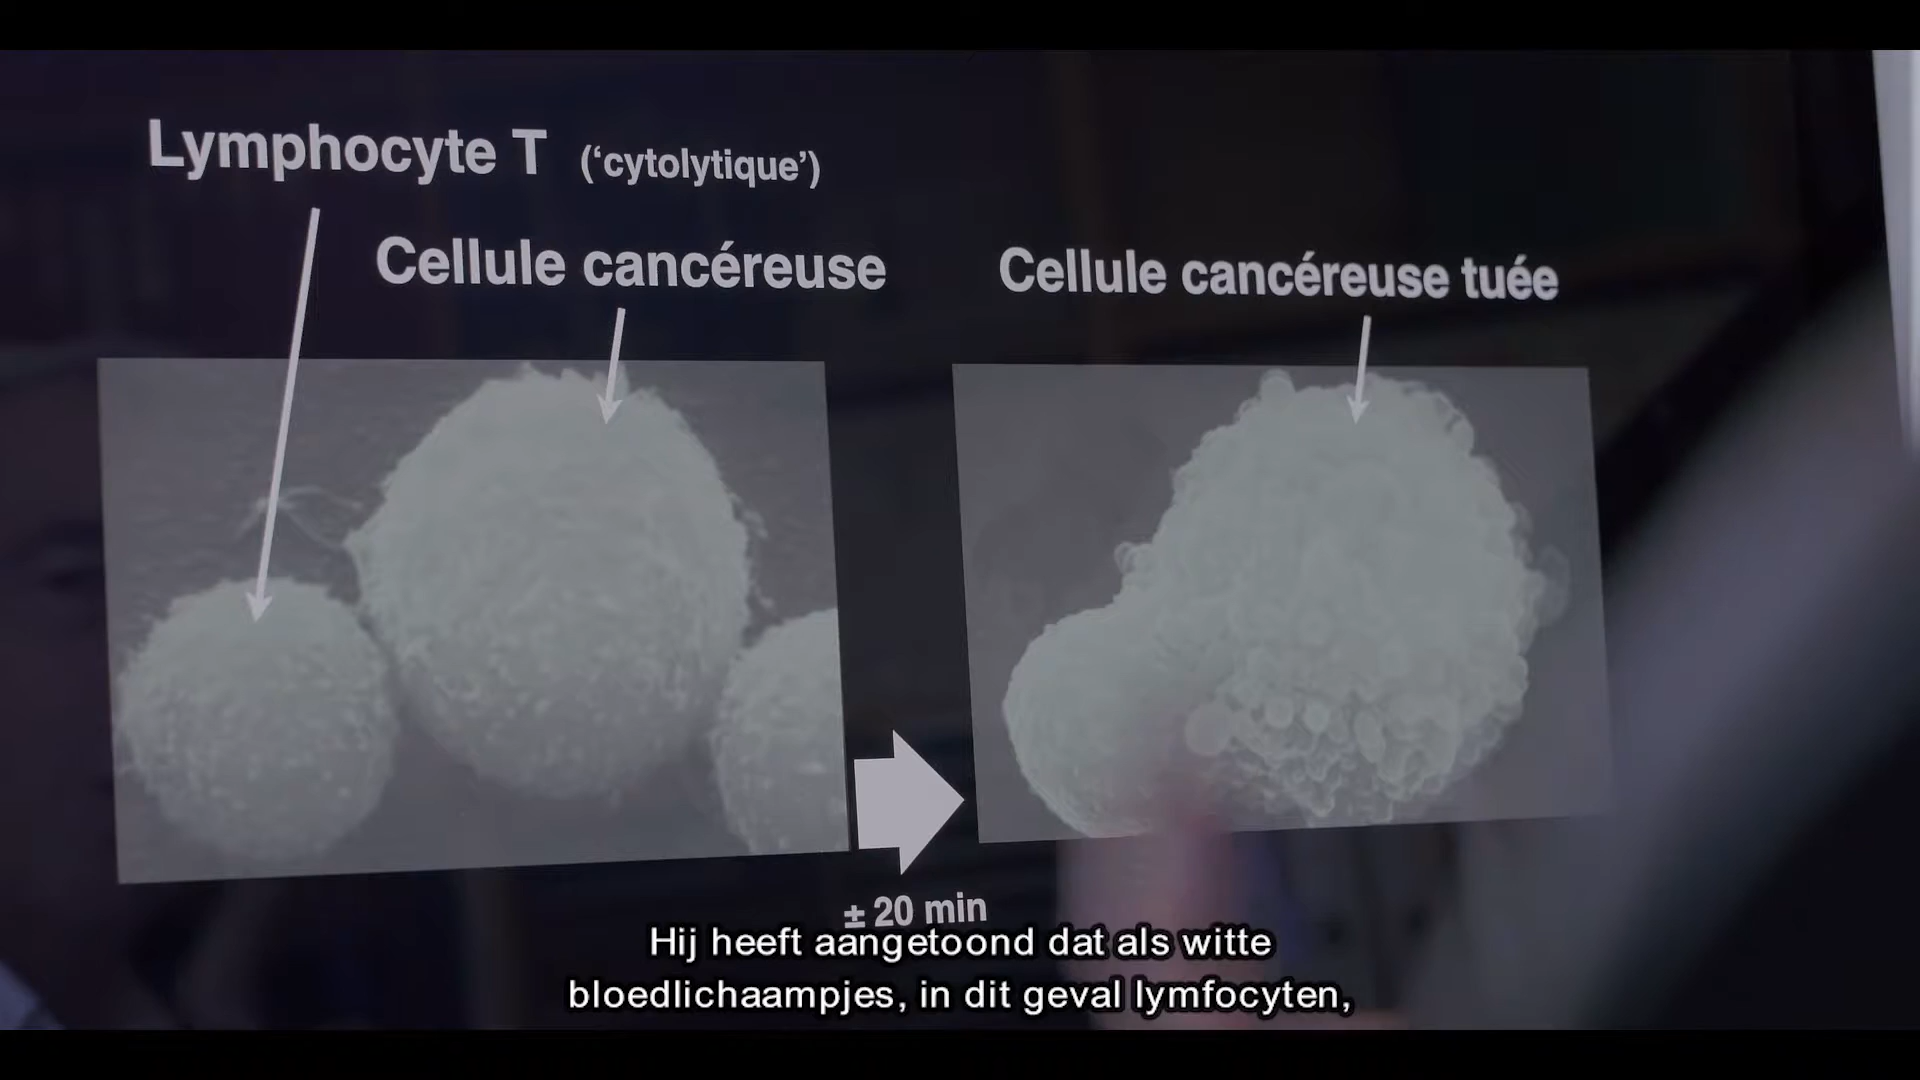 Lymphocyte T (‘cytolytique’)
Cellule cancéreuse
Cellule cancéreuse tuée
± 20 min
Hij heeft aangetoond dat als witte
bloedlichaampjes, in dit geval lymfocyten,